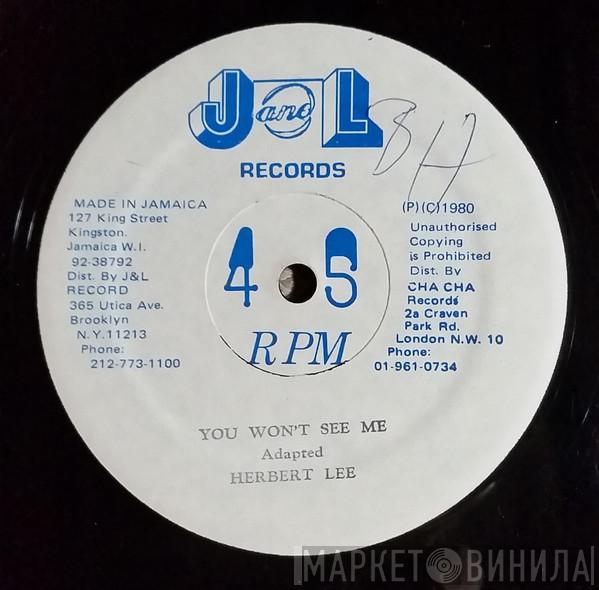 J and L
RECORDS
BH
MADE IN JAMAICA
127 King Street
Kingston.
Jamaica W.I.
92-38792
Dist. By J&L
RECORD
365 Utica Ave.
Brooklyn
N.Y.11213
Phone:
212-773-1100
(P)(C)1980
Unauthorised
Copying
is Prohibited
Dist. By
CHA CHA
Records
2a Craven
Park Rd.
London N.W. 10
Phone:
01-961-0734
45
RPM
YOU WON'T SEE ME
Adapted
HERBERT LEE
МАРКЕТ ВИНИЛА